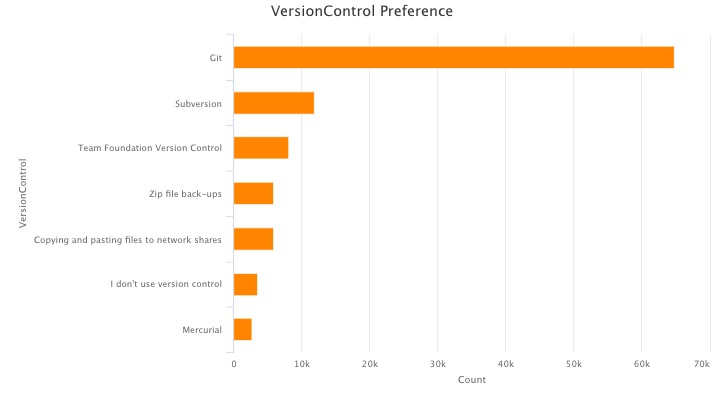 VersionControl Preference
VersionControl
Git
Subversion
Team Foundation Version Control
Zip file back-ups
Copying and pasting files to network shares
I don't use version control
Mercurial
0 10k 20k 30k 40k 50k 60k 70k
Count